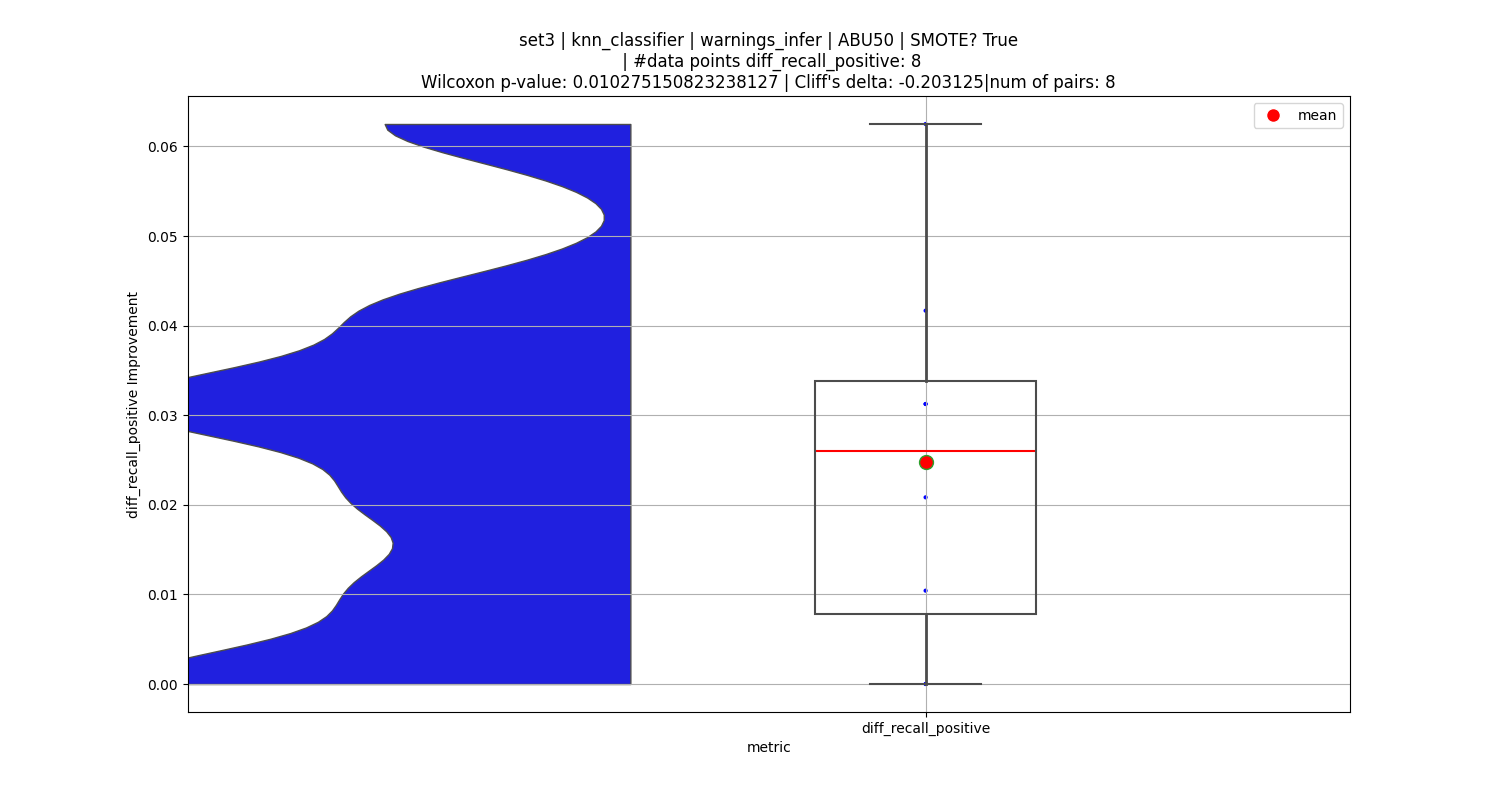 set3 | knn_classifier | warnings_infer | ABU50 | SMOTE? True
| #data points diff_recall_positive: 8
Wilcoxon p-value: 0.010275150823238127 | Cliff's delta: -0.203125|num of pairs: 8
mean
0.06
0.05
0.04
0.03
0.02
0.01
0.00
diff_recall_positive Improvement
diff_recall_positive
metric